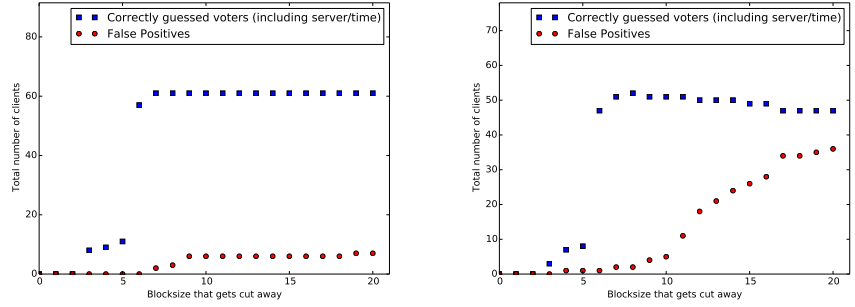 Correctly guessed voters (including server/time)
False Positives
Total number of clients
80
60
40
20
0
0
5
10
15
20
Blocksize that gets cut away
Correctly guessed voters (including server/time)
False Positives
Total number of clients
70
60
50
40
30
20
10
0
0
5
10
15
20
Blocksize that gets cut away